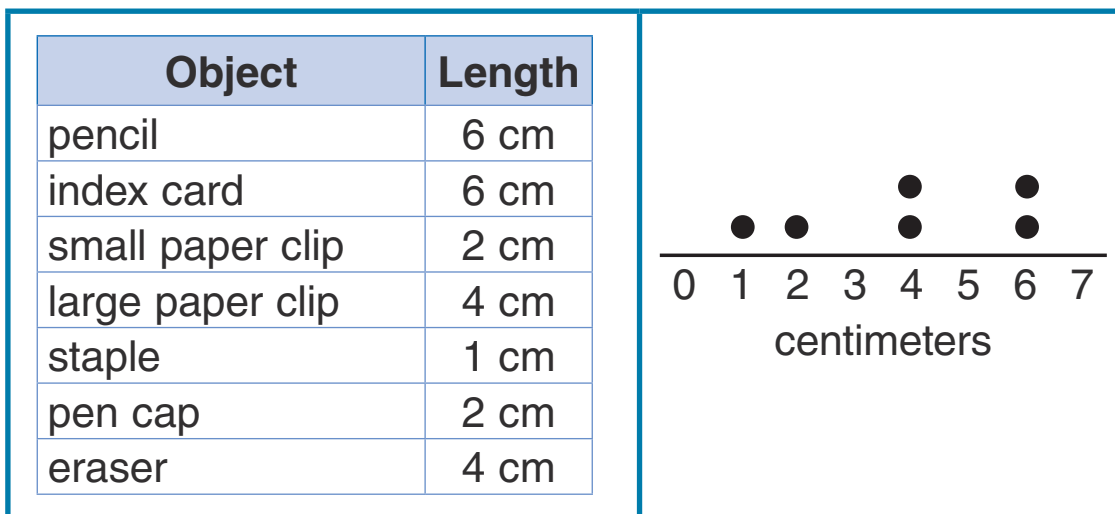 Object Length
pencil 6 cm
index card 6 cm
small paper clip 2 cm
large paper clip 4 cm
staple 1 cm
pen cap 2 cm
eraser 4 cm
0 1 2 3 4 5 6 7
centimeters